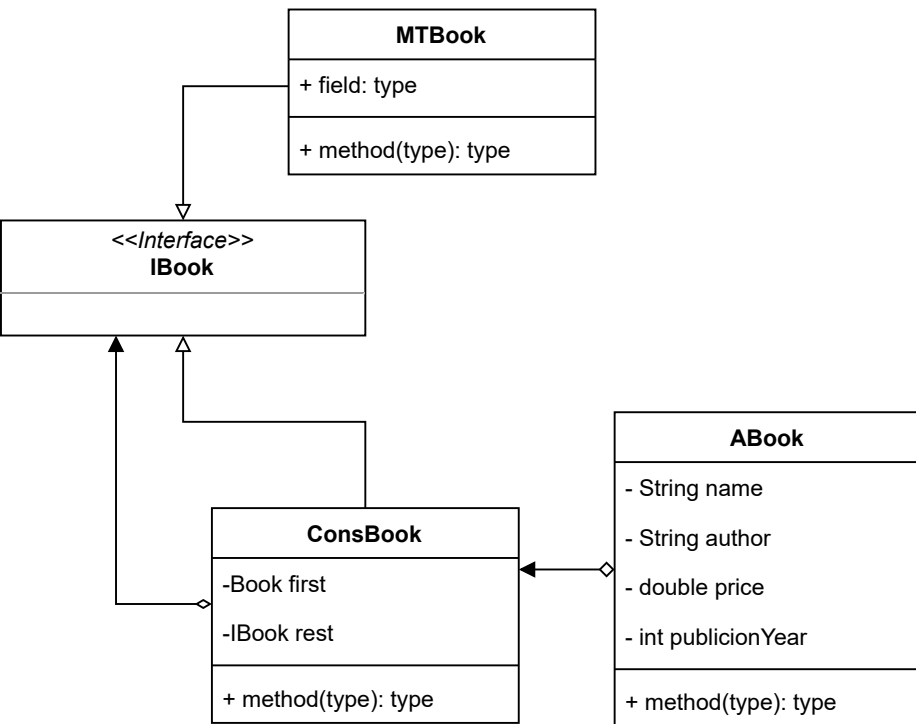 MTBook
+ field: type
+ method(type): type
<<Interface>>
IBook
ConsBook
-Book first
-IBook rest
+ method(type): type
ABook
- String name
- String author
- double price
- int publicionYear
+ method(type): type